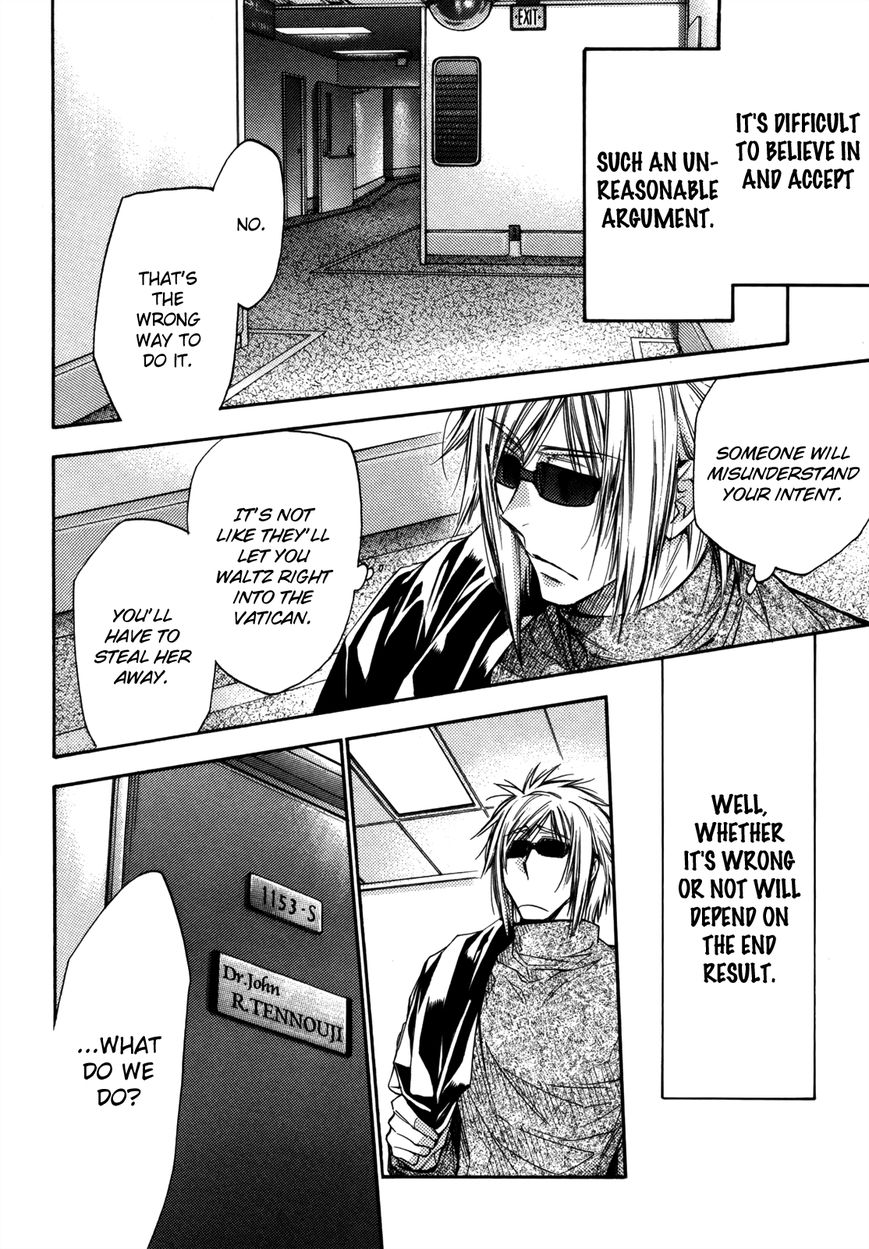 EXIT
IT'S DIFFICULT
TO BELIEVE IN
AND ACCEPT
SUCH AN UN-
REASONABLE
ARGUMENT.
NO.
THAT'S
THE
WRONG
WAY TO
DO IT.
SOMEONE WILL
MISUNDERSTAND
YOUR INTENT.
IT'S NOT
LIKE THEY'LL
LET YOU
WALTZ RIGHT
INTO THE
VATICAN.
YOU'LL
HAVE TO
STEAL HER
AWAY.
WELL,
WHETHER
IT'S WRONG
OR NOT WILL
DEPEND ON
THE END
RESULT.
1153-S
Dr.John
R.TENNOUJI
...WHAT
DO WE
DO?